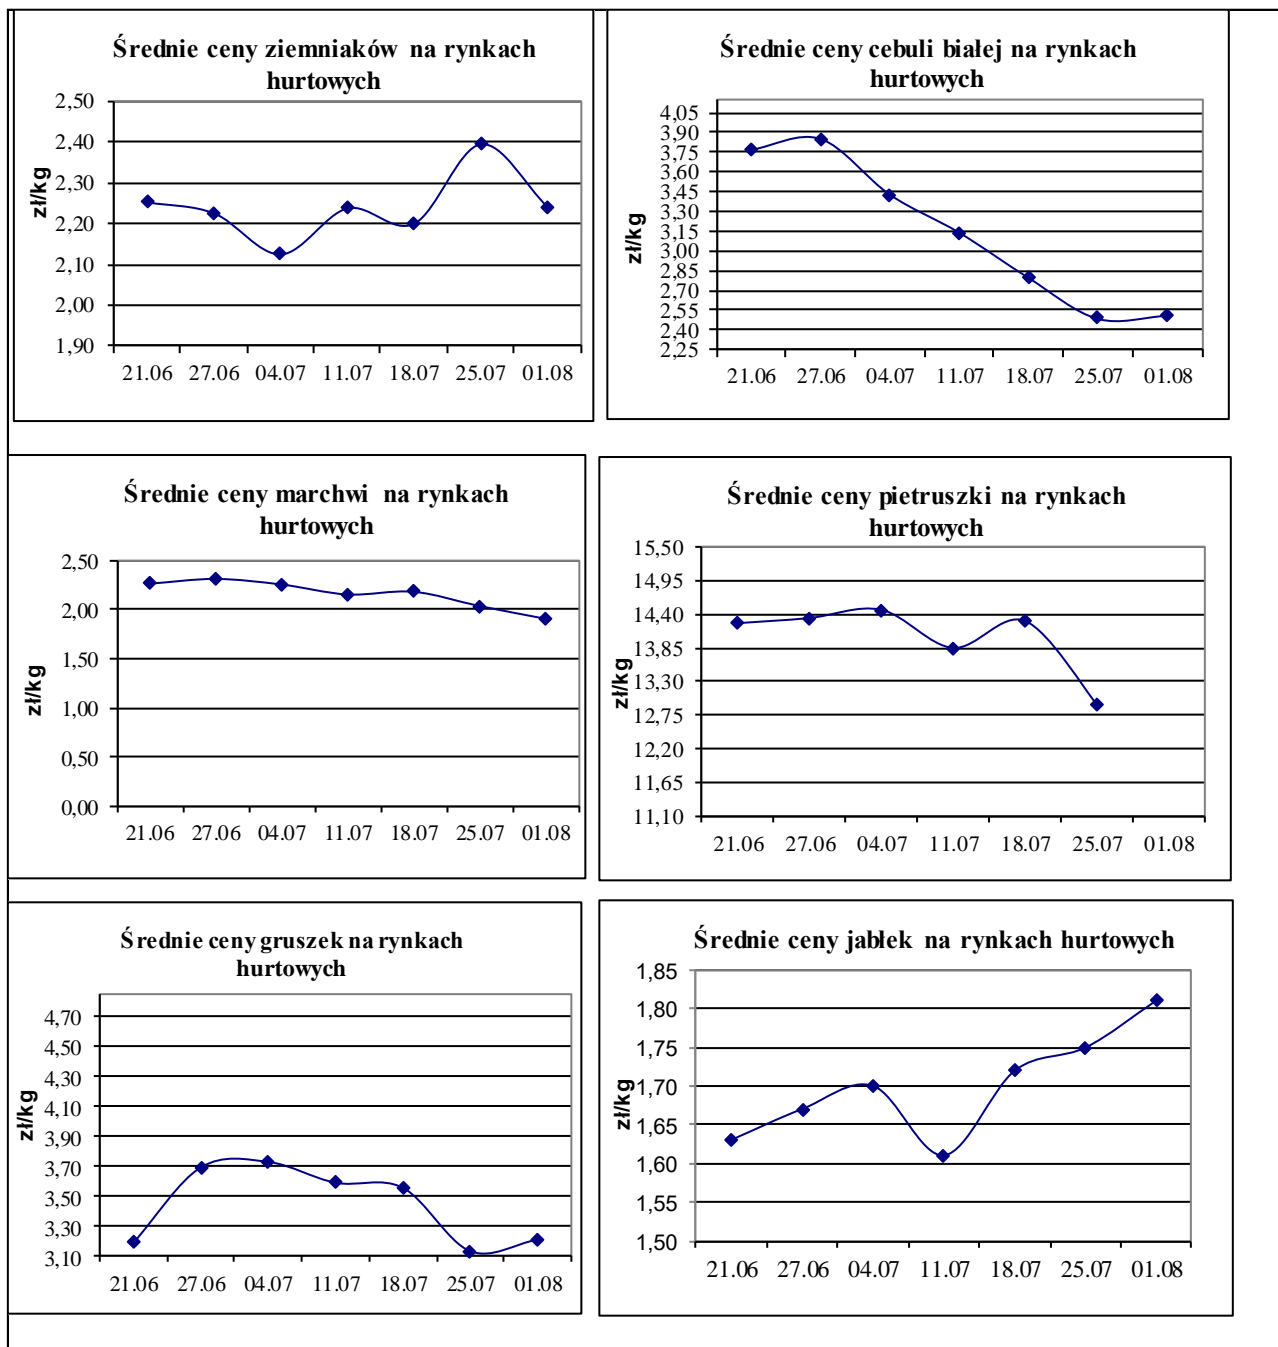 Średnie ceny ziemniaków na rynkach
hurtowych
zł/kg
2,50
2,40
2,30
2,20
2,10
2,00
1,90
21.06 27.06 04.07 11.07 18.07 25.07 01.08
Średnie ceny cebuli białej na rynkach
hurtowych
zł/kg
4,05
3,90
3,75
3,60
3,45
3,30
3,15
3,00
2,85
2,70
2,55
2,40
2,25
21.06 27.06 04.07 11.07 18.07 25.07 01.08
Średnie ceny marchwi na rynkach
hurtowych
zł/kg
2,50
2,00
1,50
1,00
0,50
0,00
21.06 27.06 04.07 11.07 18.07 25.07 01.08
Średnie ceny pietruszki na rynkach
hurtowych
zł/kg
15,50
14,95
14,40
13,85
13,30
12,75
12,20
11,65
11,10
21.06 27.06 04.07 11.07 18.07 25.07 01.08
Średnie ceny gruszek na rynkach
hurtowych
zł/kg
4,70
4,50
4,30
4,10
3,90
3,70
3,50
3,30
3,10
21.06 27.06 04.07 11.07 18.07 25.07 01.08
Średnie ceny jabłek na rynkach hurtowych
zł/kg
1,85
1,80
1,75
1,70
1,65
1,60
1,55
1,50
21.06 27.06 04.07 11.07 18.07 25.07 01.08